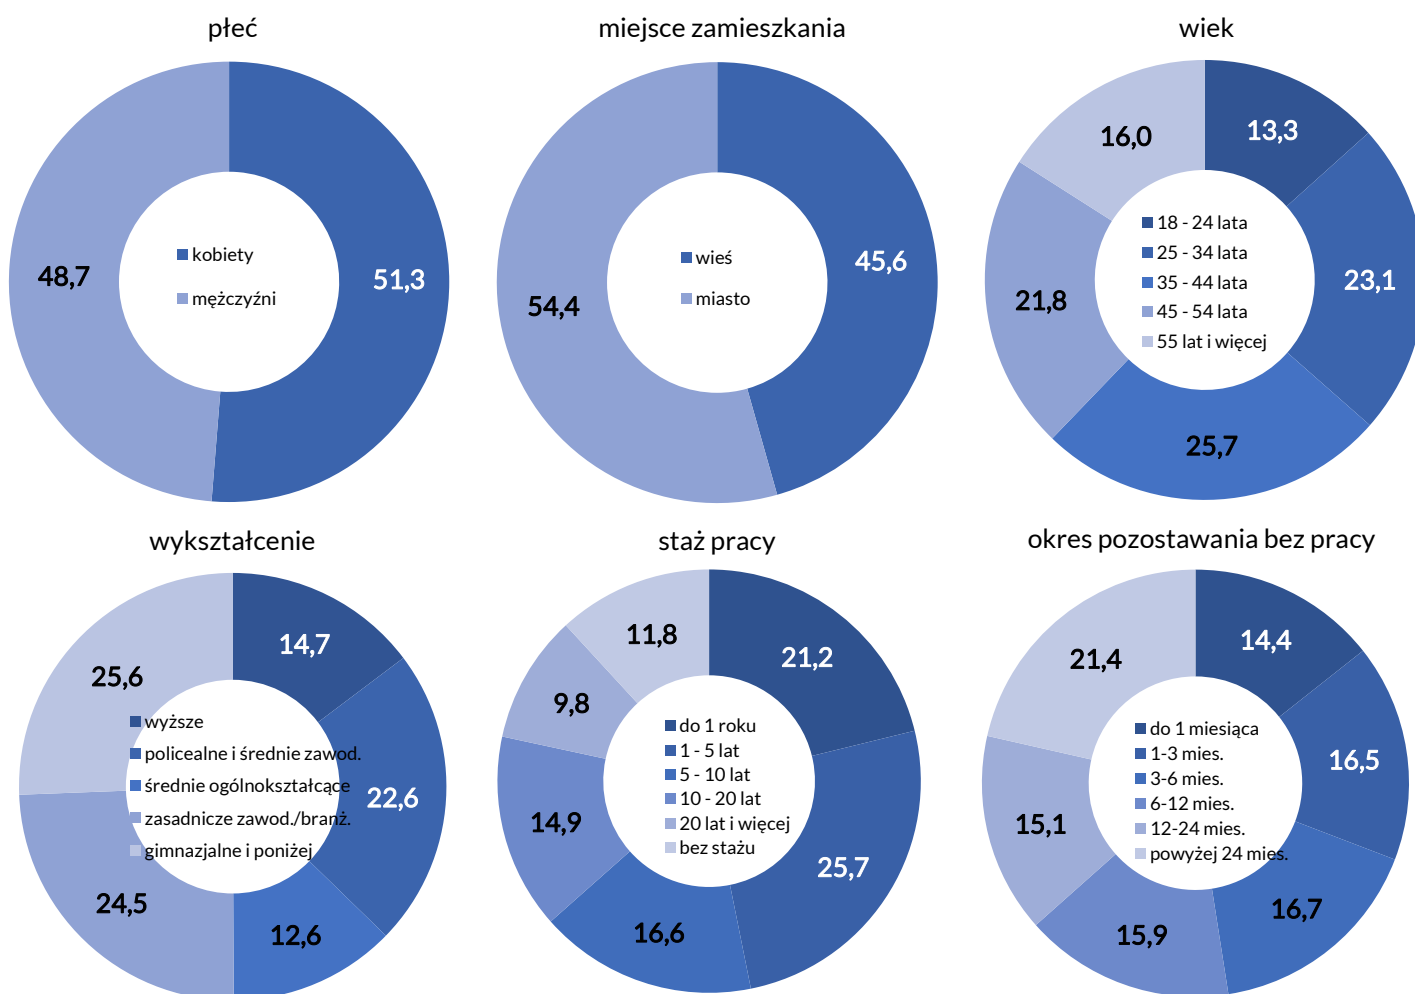 płeć
48,7
51,3
kobiety
mężczyźni
miejsce zamieszkania
54,4
45,6
wieś
miasto
wiek
16,0
13,3
21,8
23,1
25,7
18 - 24 lata
25 - 34 lata
35 - 44 lata
45 - 54 lata
55 lat i więcej
wykształcenie
25,6
14,7
22,6
24,5
12,6
wyższe
policealne i średnie zawod.
średnie ogólnokształcące
zasadnicze zawod./branż.
gimnazjalne i poniżej
staż pracy
11,8
21,2
9,8
14,9
25,7
16,6
do 1 roku
1 - 5 lat
5 - 10 lat
10 - 20 lat
20 lat i więcej
bez stażu
okres pozostawania bez pracy
21,4
14,4
16,5
15,1
16,7
15,9
do 1 miesiąca
1-3 mies.
3-6 mies.
6-12 mies.
12-24 mies.
powyżej 24 mies.